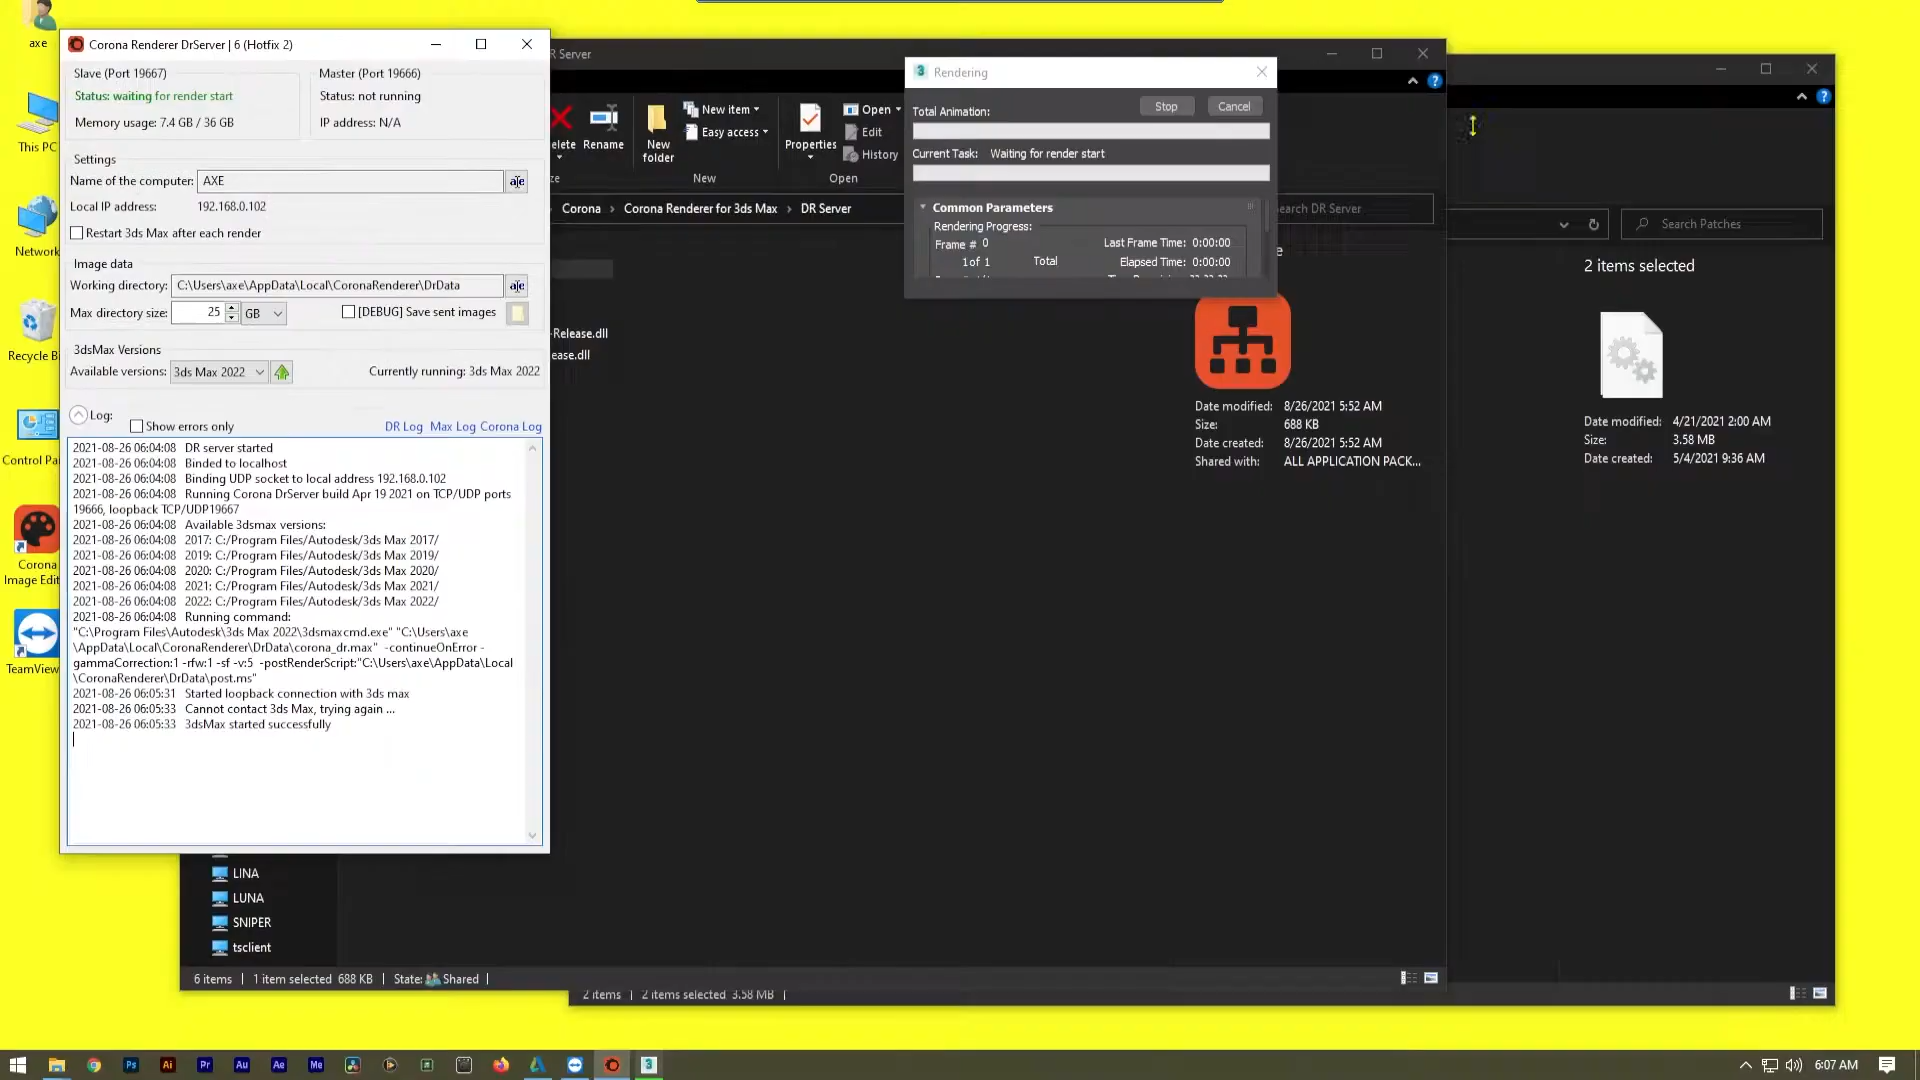 axe
This PC
Network
Recycle B
Control Pa
Corona
Image Edit
TeamView
Corona Renderer DrServer | 6 (Hotfix 2)
Slave (Port 19667)
Status: waiting for render start
Memory usage: 7.4 GB / 36 GB
Master (Port 19666)
Status: not running
IP address: N/A
Settings
Name of the computer: AXE
Local IP address: 192.168.0.102
Restart 3ds Max after each render
Image data
Working directory: C:\Users\axe\AppData\Local\CoronaRenderer\DrData
Max directory size: 25 GB
[DEBUG] Save sent images
3dsMax Versions
Available versions: 3ds Max 2022
Currently running: 3ds Max 2022
Log:
Show errors only
DR Log Max Log Corona Log
2021-08-26 06:04:08 DR server started
2021-08-26 06:04:08 Binded to localhost
2021-08-26 06:04:08 Binding UDP socket to local address 192.168.0.102
2021-08-26 06:04:08 Running Corona DrServer build Apr 19 2021 on TCP/UDP ports
19666, loopback TCP/UDP19667
2021-08-26 06:04:08 Available 3dsmax versions:
2021-08-26 06:04:08 2017: C:/Program Files/Autodesk/3ds Max 2017/
2021-08-26 06:04:08 2019: C:/Program Files/Autodesk/3ds Max 2019/
2021-08-26 06:04:08 2020: C:/Program Files/Autodesk/3ds Max 2020/
2021-08-26 06:04:08 2021: C:/Program Files/Autodesk/3ds Max 2021/
2021-08-26 06:04:08 2022: C:/Program Files/Autodesk/3ds Max 2022/
2021-08-26 06:04:08 Running command:
"C:\Program Files\Autodesk\3ds Max 2022\3dsmaxcmd.exe" "C:\Users\axe
\AppData\Local\CoronaRenderer\DrData\corona_dr.max" -continueOnError -
gammaCorrection:1 -rfw:1 -sf -v:5 -postRenderScript:"C:\Users\axe\AppData\Local
\CoronaRenderer\DrData\post.ms"
2021-08-26 06:05:31 Started loopback connection with 3ds max
2021-08-26 06:05:33 Cannot contact 3ds Max, trying again ...
2021-08-26 06:05:33 3dsMax started successfully
R Server
elete
Rename
ze
New
folder
New item
Easy access
New
Properties
Open
Edit
History
Open
Corona > Corona Renderer for 3ds Max > DR Server
earch DR Server
e
-Release.dll
ease.dll
Date modified: 8/26/2021 5:52 AM
Size: 688 KB
Date created: 8/26/2021 5:52 AM
Shared with: ALL APPLICATION PACK...
LINA
LUNA
SNIPER
tsclient
6 items | 1 item selected 688 KB | State: Shared |
3 Rendering
Total Animation:
Stop
Cancel
Current Task: Waiting for render start
Common Parameters
Rendering Progress:
Frame # 0
1 of 1 Total
Last Frame Time: 0:00:00
Elapsed Time: 0:00:00
Search Patches
2 items selected
Date modified: 4/21/2021 2:00 AM
Size: 3.58 MB
Date created: 5/4/2021 9:36 AM
2 items | 2 items selected 3.58 MB |
Ps
Ai
Pr
Au
Ae
Me
3
6:07 AM